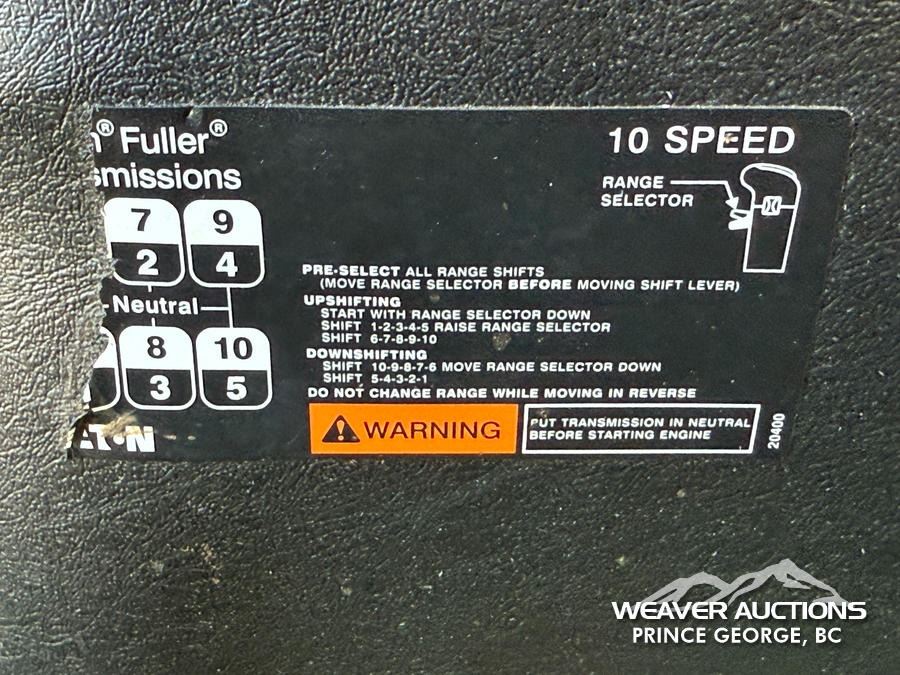 ® Fuller®
smissions
10 SPEED
RANGE
SELECTOR
7 9
2 4
Neutral
8 10
3 5
PRE-SELECT ALL RANGE SHIFTS
(MOVE RANGE SELECTOR BEFORE MOVING SHIFT LEVER)
UPSHIFTING
START WITH RANGE SELECTOR DOWN
SHIFT 1-2-3-4-5 RAISE RANGE SELECTOR
SHIFT 6-7-8-9-10
DOWNSHIFTING
SHIFT 10-9-8-7-6 MOVE RANGE SELECTOR DOWN
SHIFT 5-4-3-2-1
DO NOT CHANGE RANGE WHILE MOVING IN REVERSE
WARNING
PUT TRANSMISSION IN NEUTRAL
BEFORE STARTING ENGINE
20400
WEAVER AUCTIONS
PRINCE GEORGE, BC